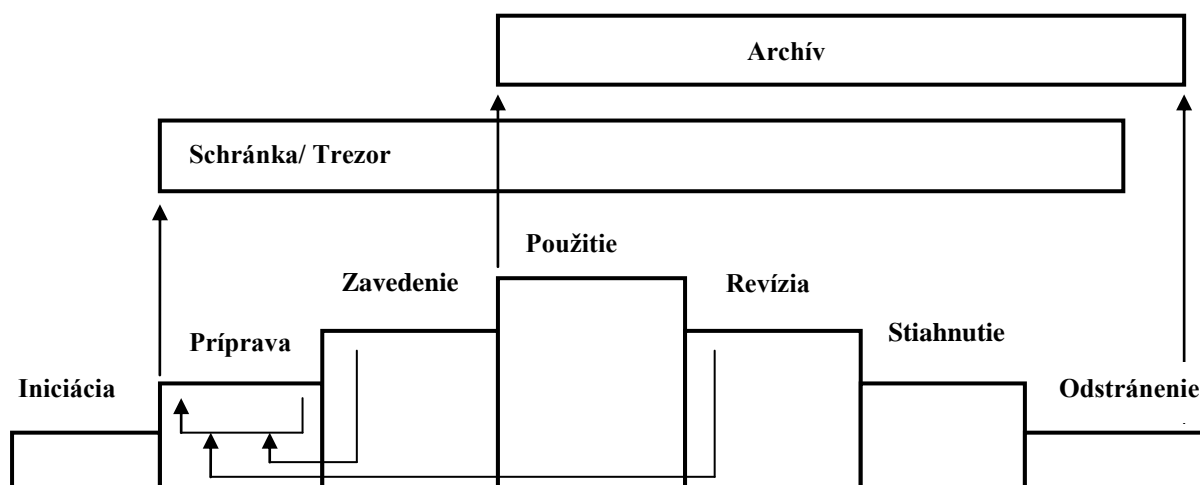 Archív
Schránka/ Trezor
Použitie
Zavedenie
Revízia
Príprava
Stiahnutie
Iniciácia
Odstránenie